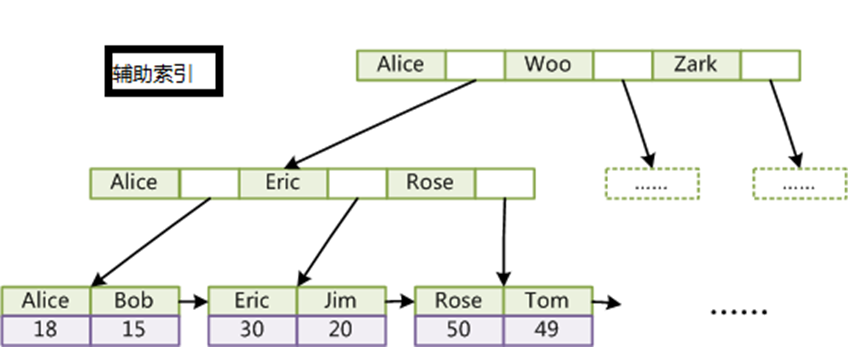 辅助索引
Alice Woo Zark
Alice Eric Rose
...... ......
Alice Bob Eric Jim Rose Tom
18 15 30 20 50 49
......